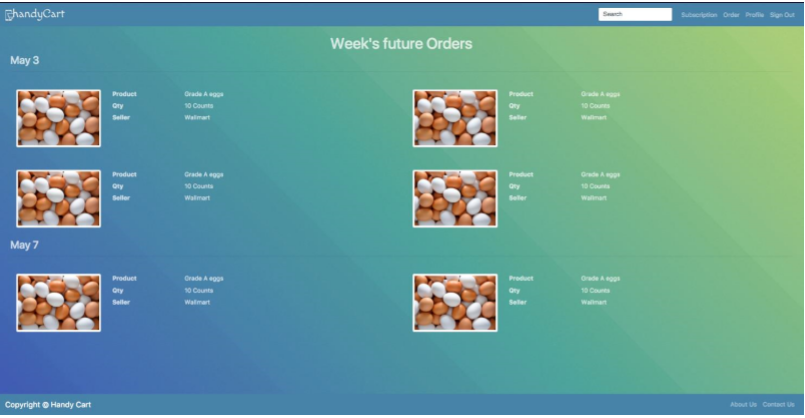 handyCart
Search Subscription Order Profile Sign Out
Week's future Orders
May 3
Product Grade A eggs
Qty 10 Counts
Seller Wallmart
Product Grade A eggs
Qty 10 Counts
Seller Wallmart
Product Grade A eggs
Qty 10 Counts
Seller Wallmart
Product Grade A eggs
Qty 10 Counts
Seller Wallmart
May 7
Product Grade A eggs
Qty 10 Counts
Seller Wallmart
Product Grade A eggs
Qty 10 Counts
Seller Wallmart
Copyright @ Handy Cart About Us Contact Us